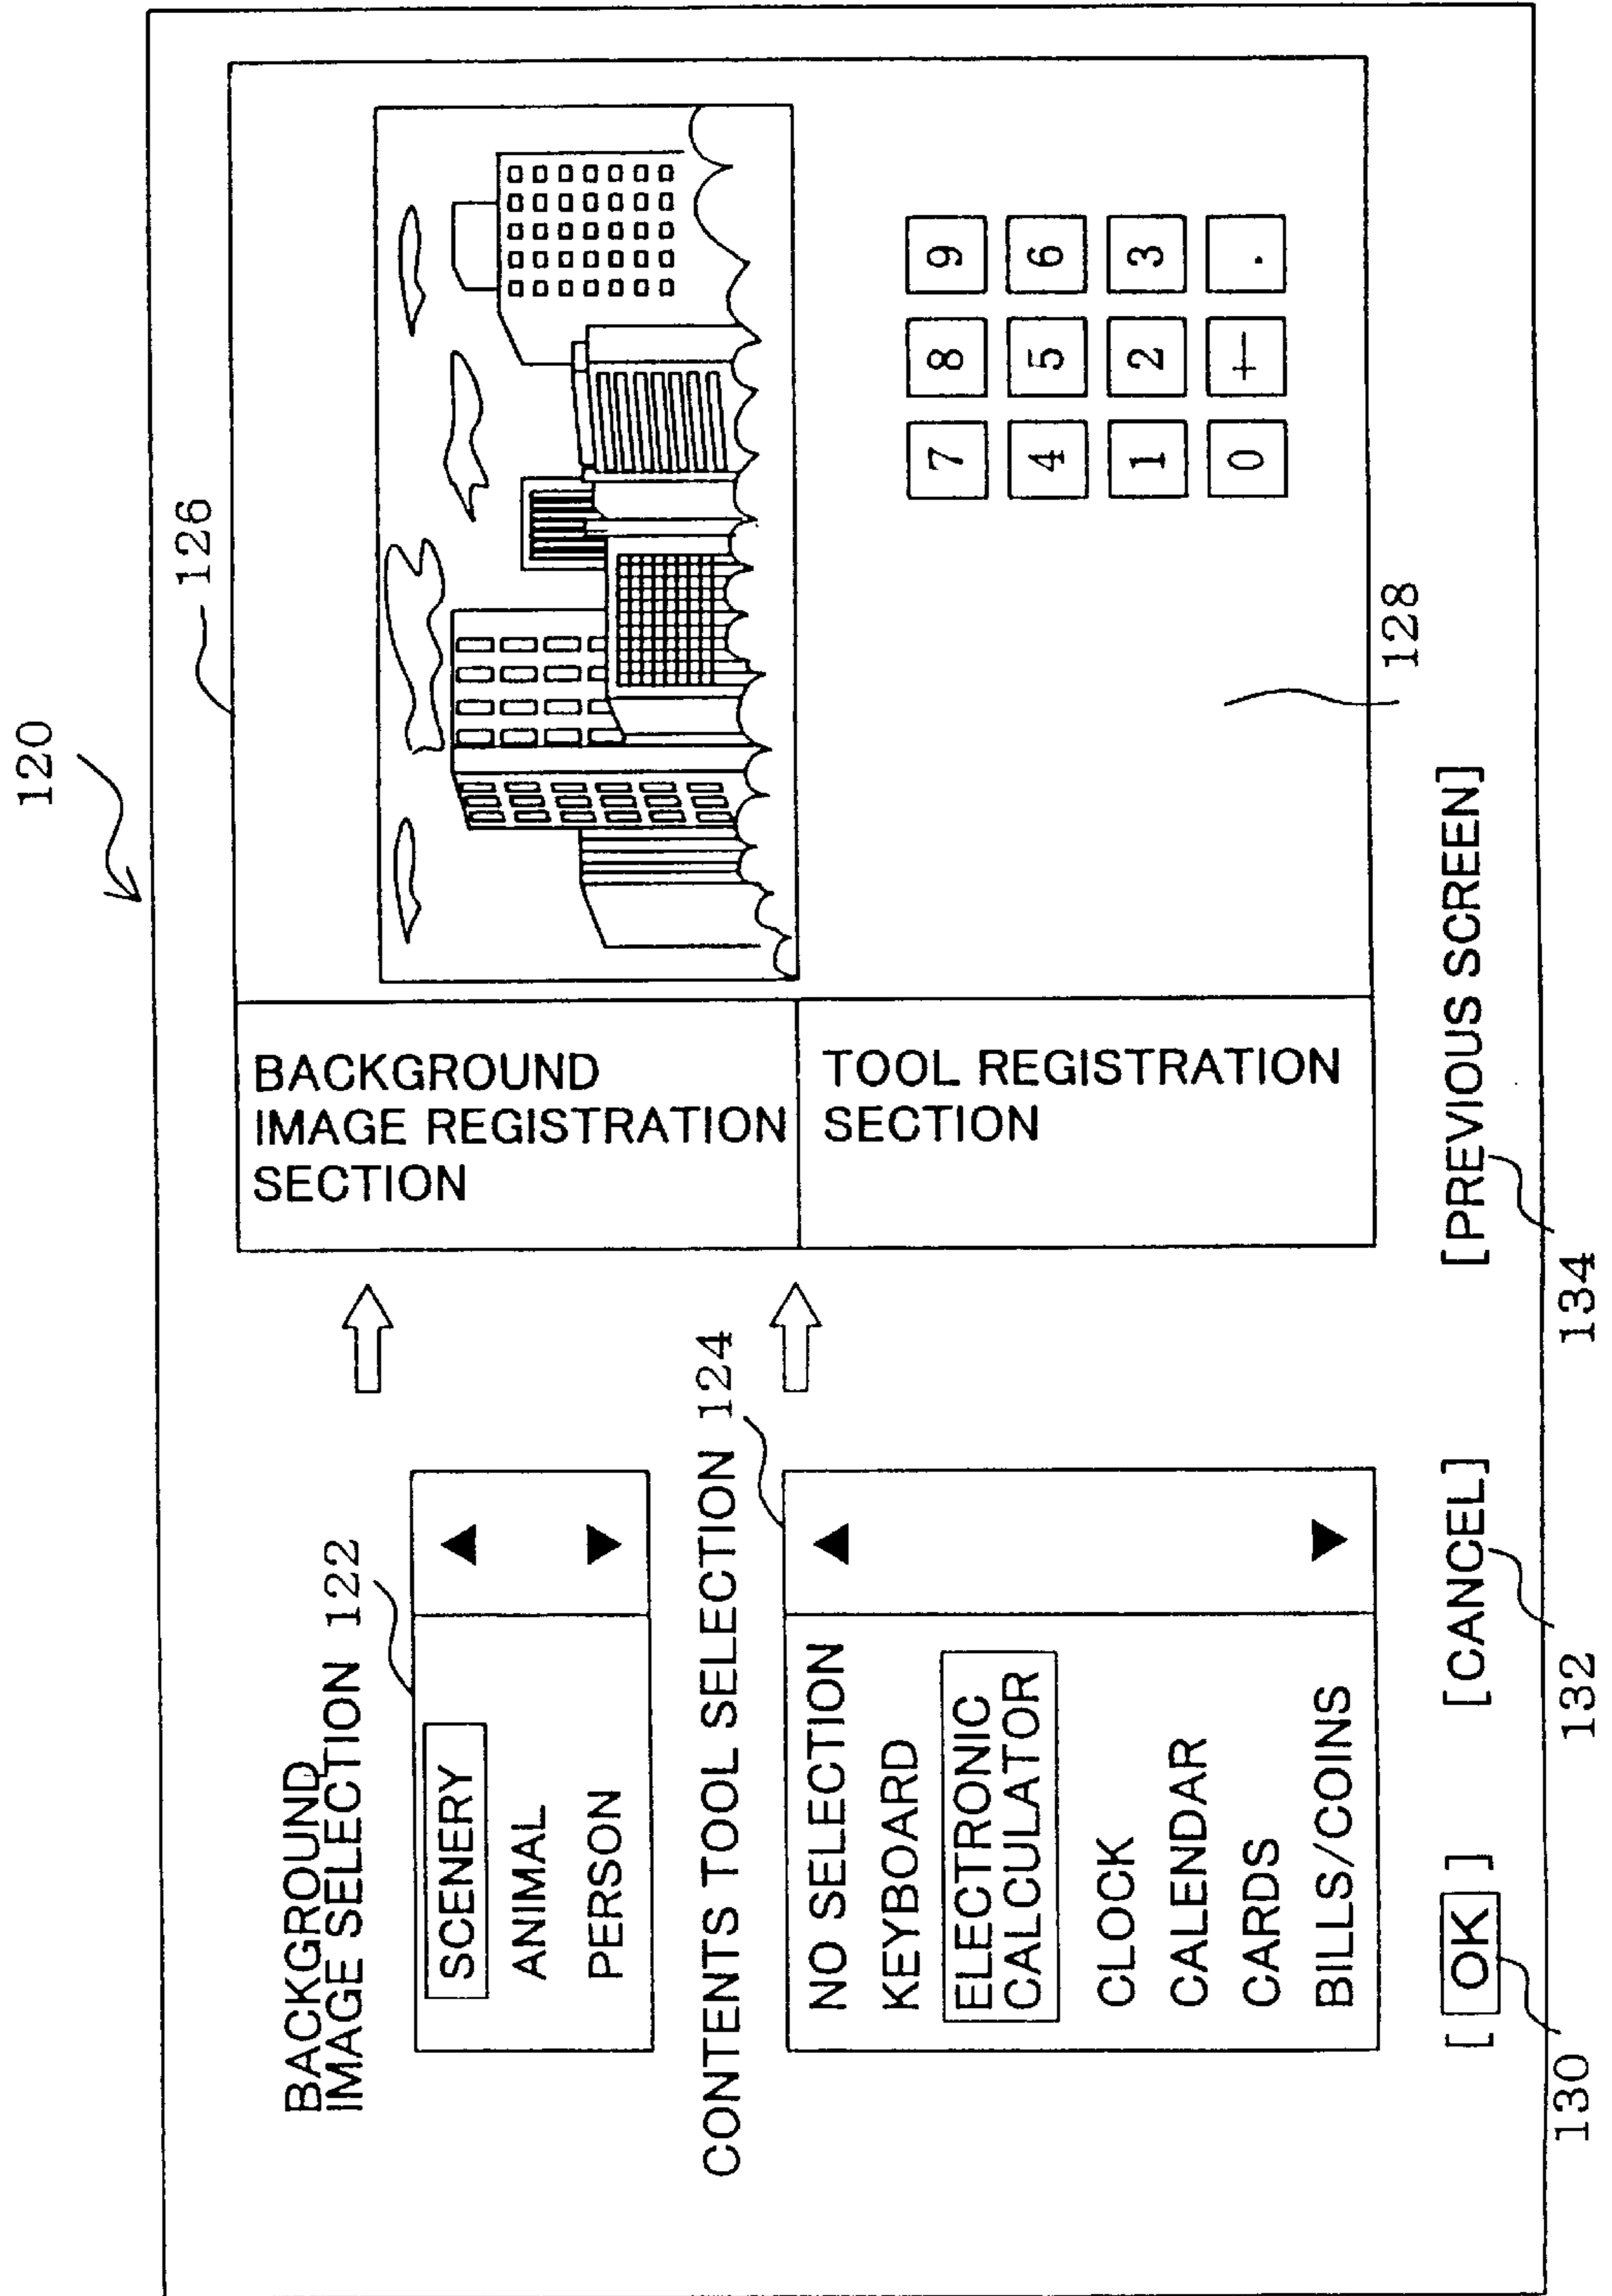 120
126
BACKGROUND
IMAGE SELECTION 122
SCENERY
ANIMAL
PERSON
▲
▼
CONTENTS TOOL SELECTION 124
NO SELECTION
KEYBOARD
ELECTRONIC
CALCULATOR
CLOCK
CALENDAR
CARDS
BILLS/COINS
▲
▼
BACKGROUND
IMAGE REGISTRATION
SECTION
TOOL REGISTRATION
SECTION
7 8 9
4 5 6
1 2 3
0 + .
128
[ OK ] [CANCEL] [PREVIOUS SCREEN]
130 132 134